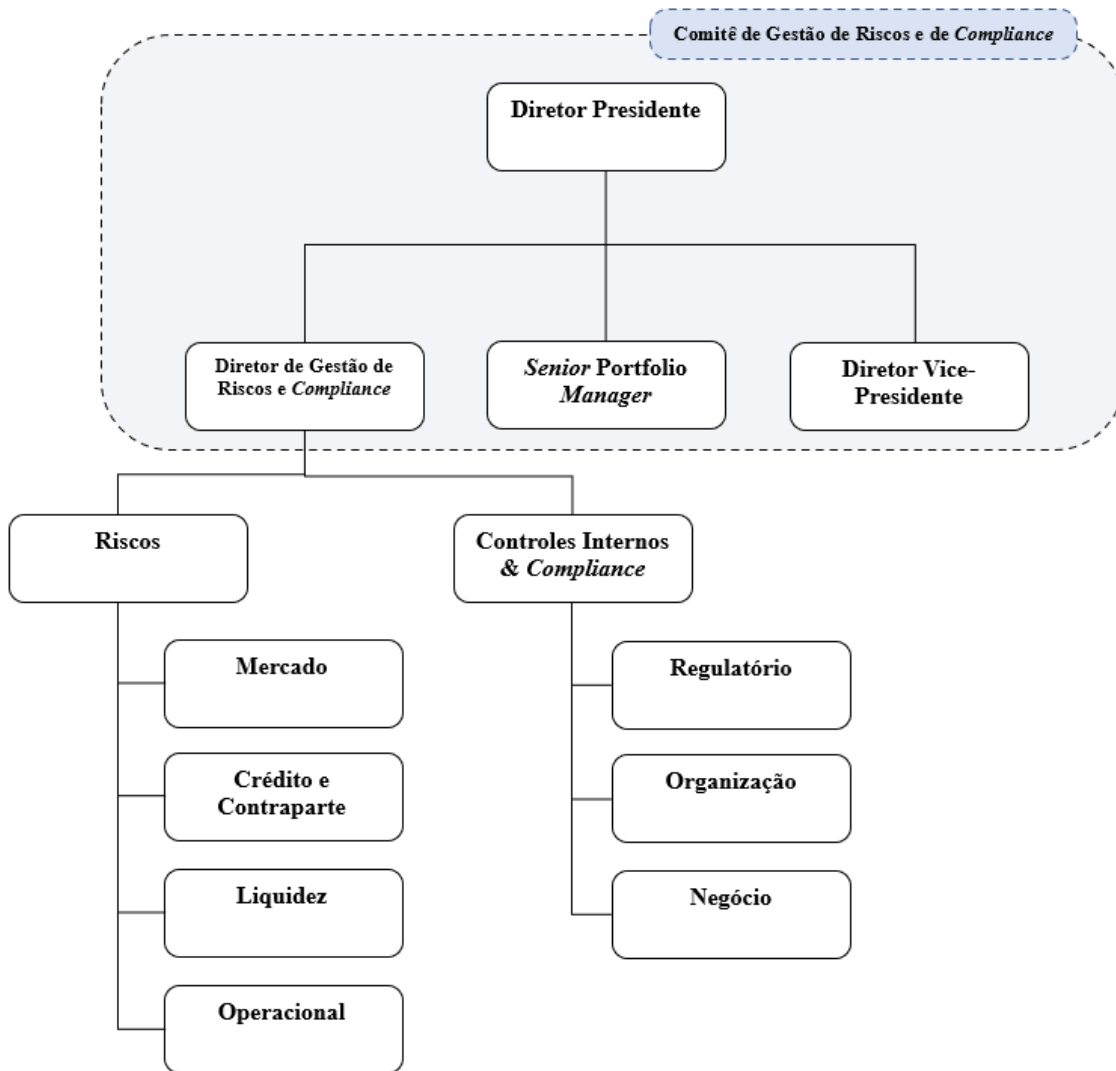 Comitê de Gestão de Riscos e de Compliance
Diretor Presidente
Diretor de Gestão de
Riscos e Compliance
Senior Portfolio
Manager
Diretor Vice-
Presidente
Riscos
Controles Internos
& Compliance
Mercado
Regulatório
Crédito e
Contraparte
Organização
Liquidez
Negócio
Operacional